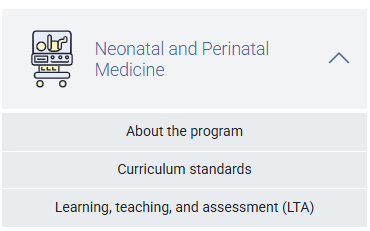 Neonatal and Perinatal
Medicine
About the program
Curriculum standards
Learning, teaching, and assessment (LTA)